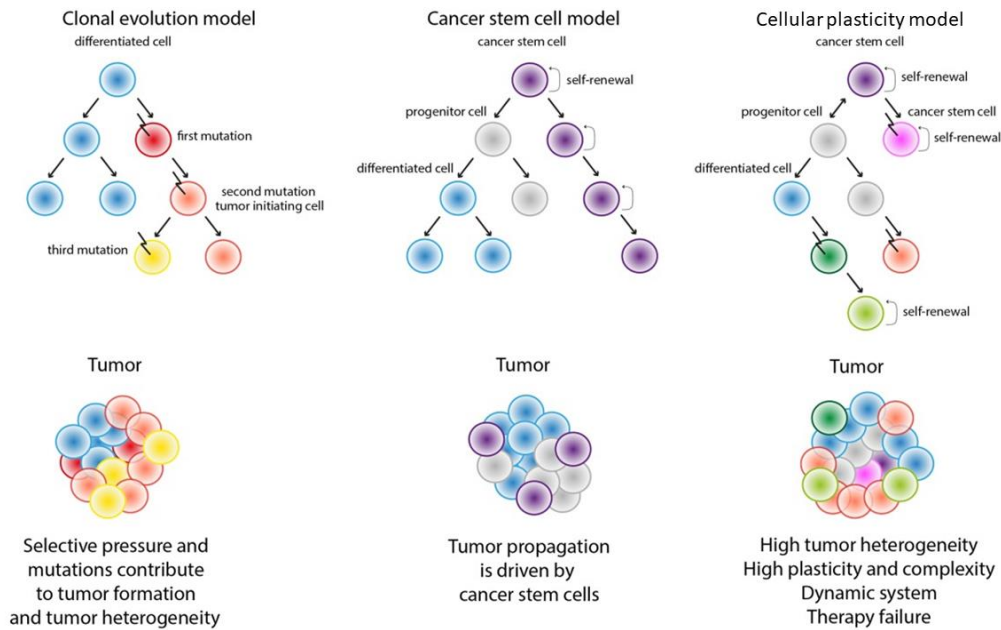 Clonal evolution model
differentiated cell
first mutation
second mutation
tumor initiating cell
third mutation
Tumor
Selective pressure and
mutations contribute
to tumor formation
and tumor heterogeneity
Cancer stem cell model
cancer stem cell
self-renewal
progenitor cell
differentiated cell
Tumor
Tumor propagation
is driven by
cancer stem cells
Cellular plasticity model
cancer stem cell
self-renewal
progenitor cell
cancer stem cell
self-renewal
differentiated cell
self-renewal
Tumor
High tumor heterogeneity
High plasticity and complexity
Dynamic system
Therapy failure